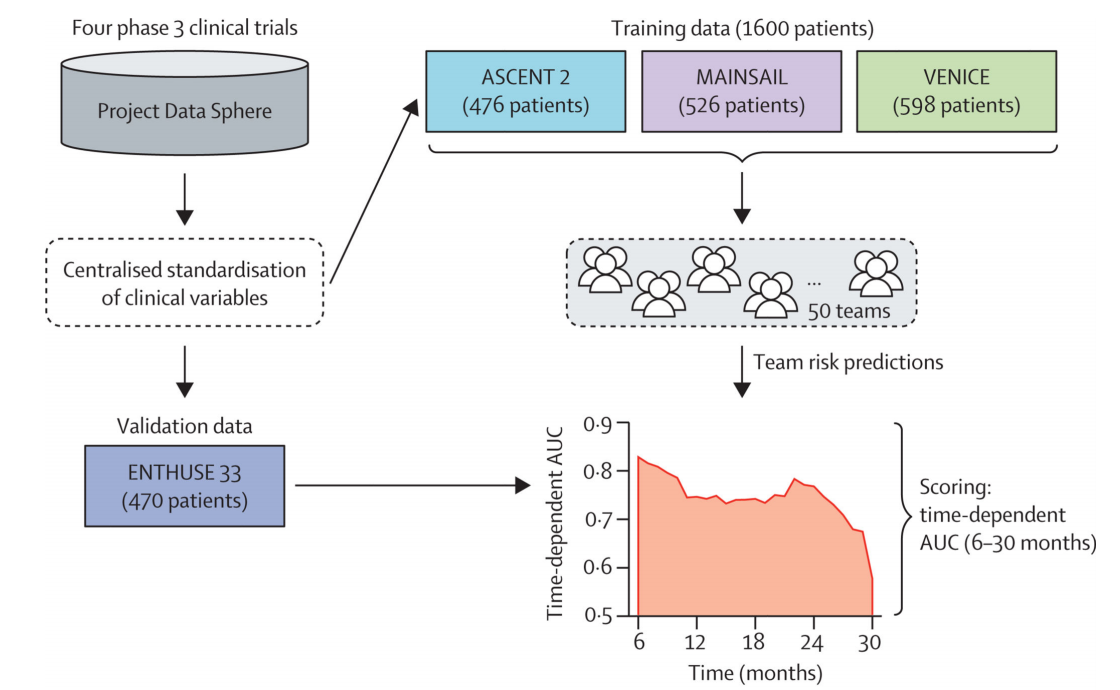 Four phase 3 clinical trials
Project Data Sphere
Centralised standardisation
of clinical variables
Validation data
ENTHUSE 33
(470 patients)
Training data (1600 patients)
ASCENT 2
(476 patients)
MAINSAIL
(526 patients)
VENICE
(598 patients)
...
50 teams
Team risk predictions
Time-dependent AUC
0·9
0·8
0·7
0·6
0·5
6 12 18 24 30
Time (months)
Scoring:
time-dependent
AUC (6–30 months)